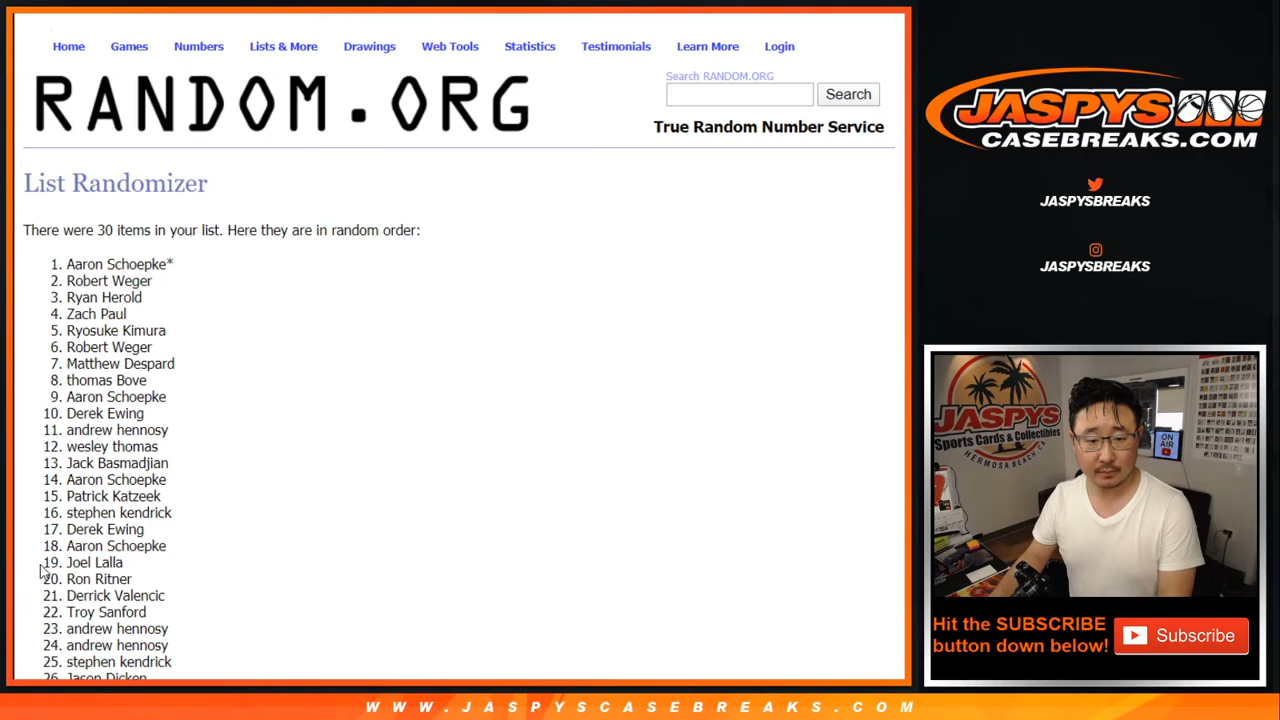 Home Games Numbers Lists & More Drawings Web Tools Statistics Testimonials Learn More Login
RANDOM.ORG
Search RANDOM.ORG
Search
True Random Number Service
List Randomizer
There were 30 items in your list. Here they are in random order:
1. Aaron Schoepke*
2. Robert Weger
3. Ryan Herold
4. Zach Paul
5. Ryosuke Kimura
6. Robert Weger
7. Matthew Despard
8. thomas Bove
9. Aaron Schoepke
10. Derek Ewing
11. andrew hennosy
12. wesley thomas
13. Jack Basmadjian
14. Aaron Schoepke
15. Patrick Katzeek
16. stephen kendrick
17. Derek Ewing
18. Aaron Schoepke
19. Joel Lalla
20. Ron Ritner
21. Derrick Valencic
22. Troy Sanford
23. andrew hennosy
24. andrew hennosy
25. stephen kendrick
26. Jason Dicken
JASPYS
CASEBREAKS.COM
JASPYSBREAKS
JASPYSBREAKS
JASPYS
Sports Cards & Collectibles
HERMOSA BEACH, CA
ON
AIR
Hit the SUBSCRIBE
button down below!
Subscribe
WWW.JASPYSCASEBREAKS.COM